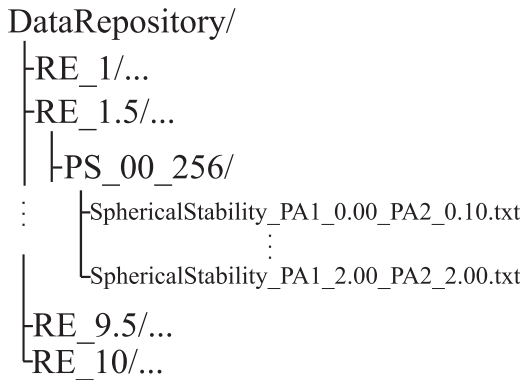 DataRepository/
RE_1/...
RE_1.5/...
PS_00_256/
SphericalStability_PA1_0.00_PA2_0.10.txt
SphericalStability_PA1_2.00_PA2_2.00.txt
RE_9.5/...
RE_10/...